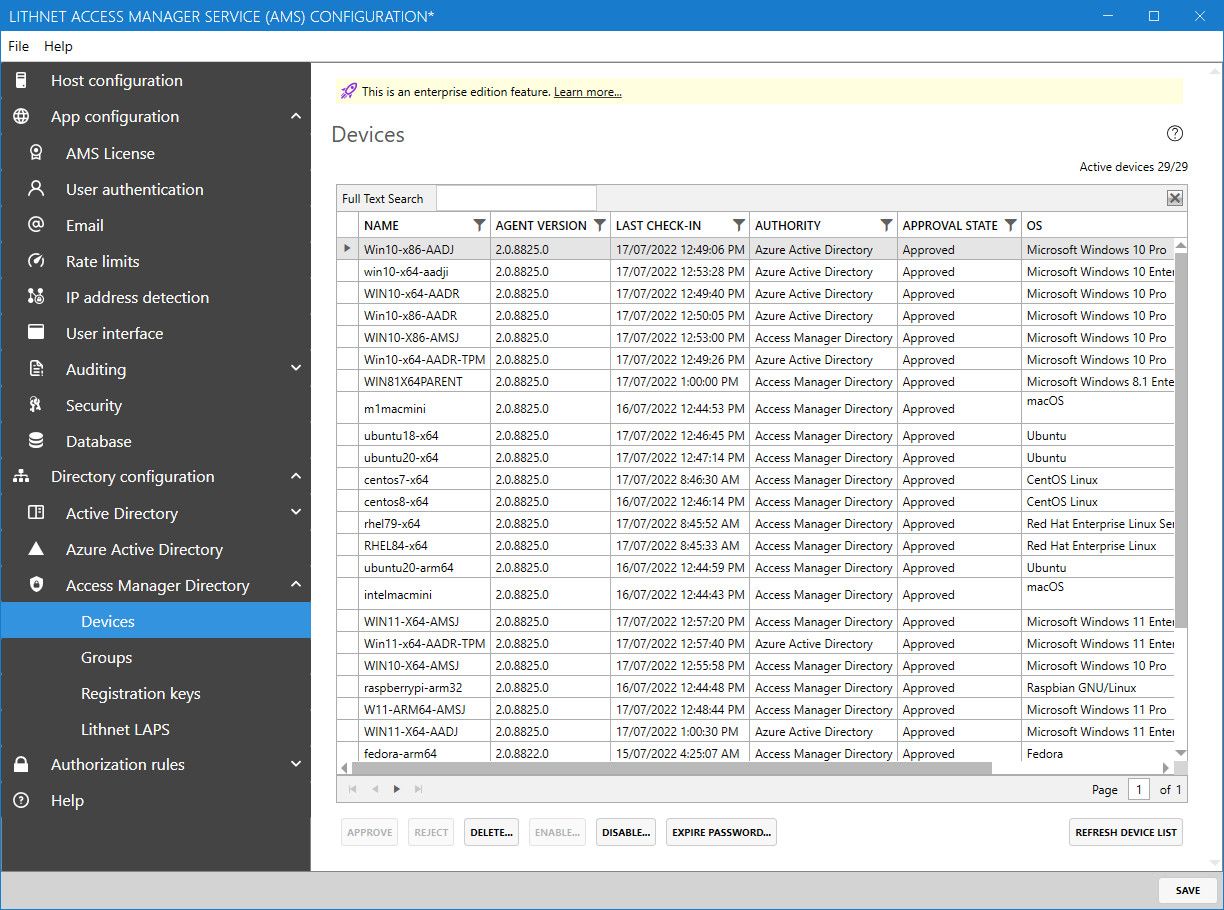 LITHNET ACCESS MANAGER SERVICE (AMS) CONFIGURATION*
File Help
Host configuration
App configuration
AMS License
User authentication
Email
Rate limits
IP address detection
User interface
Auditing
Security
Database
Directory configuration
Active Directory
Azure Active Directory
Access Manager Directory
Devices
Groups
Registration keys
Lithnet LAPS
Authorization rules
Help
This is an enterprise edition feature. Learn more...
Devices
Active devices 29/29
Full Text Search
NAME AGENT VERSION LAST CHECK-IN AUTHORITY APPROVAL STATE OS
Win10-x86-AADJ 2.0.8825.0 17/07/2022 12:49:06 PM Azure Active Directory Approved Microsoft Windows 10 Pro
win10-x64-aadji 2.0.8825.0 17/07/2022 12:53:28 PM Azure Active Directory Approved Microsoft Windows 10 Enter
WIN10-x64-AADR 2.0.8825.0 17/07/2022 12:49:40 PM Azure Active Directory Approved Microsoft Windows 10 Pro
Win10-x86-AADR 2.0.8825.0 17/07/2022 12:50:05 PM Azure Active Directory Approved Microsoft Windows 10 Pro
WIN10-X86-AMSJ 2.0.8825.0 17/07/2022 12:53:00 PM Access Manager Directory Approved Microsoft Windows 10 Pro
Win10-x64-AADR-TPM 2.0.8825.0 17/07/2022 12:49:26 PM Azure Active Directory Approved Microsoft Windows 10 Pro
WIN81X64PARENT 2.0.8825.0 17/07/2022 1:00:00 PM Access Manager Directory Approved Microsoft Windows 8.1 Ente
m1macmini 2.0.8825.0 16/07/2022 12:44:53 PM Access Manager Directory Approved macOS
ubuntu18-x64 2.0.8825.0 17/07/2022 12:46:45 PM Access Manager Directory Approved Ubuntu
ubuntu20-x64 2.0.8825.0 17/07/2022 12:47:14 PM Access Manager Directory Approved Ubuntu
centos7-x64 2.0.8825.0 17/07/2022 8:46:30 AM Access Manager Directory Approved CentOS Linux
centos8-x64 2.0.8825.0 16/07/2022 12:46:14 PM Access Manager Directory Approved CentOS Linux
rhel79-x64 2.0.8825.0 17/07/2022 8:45:52 AM Access Manager Directory Approved Red Hat Enterprise Linux Se
RHEL84-x64 2.0.8825.0 17/07/2022 8:45:33 AM Access Manager Directory Approved Red Hat Enterprise Linux
ubuntu20-arm64 2.0.8825.0 16/07/2022 12:44:59 PM Access Manager Directory Approved Ubuntu
intelmacmini 2.0.8825.0 16/07/2022 12:44:43 PM Access Manager Directory Approved macOS
WIN11-X64-AMSJ 2.0.8825.0 17/07/2022 12:57:20 PM Access Manager Directory Approved Microsoft Windows 11 Enter
Win11-x64-AADR-TPM 2.0.8825.0 17/07/2022 12:57:40 PM Azure Active Directory Approved Microsoft Windows 11 Enter
WIN10-X64-AMSJ 2.0.8825.0 17/07/2022 12:55:58 PM Access Manager Directory Approved Microsoft Windows 10 Pro
raspberrypi-arm32 2.0.8825.0 16/07/2022 12:44:48 PM Access Manager Directory Approved Raspbian GNU/Linux
W11-ARM64-AMSJ 2.0.8825.0 17/07/2022 12:48:44 PM Access Manager Directory Approved Microsoft Windows 11 Pro
WIN11-X64-AADJ 2.0.8825.0 17/07/2022 1:00:30 PM Azure Active Directory Approved Microsoft Windows 11 Enter
fedora-arm64 2.0.8822.0 15/07/2022 4:25:07 AM Access Manager Directory Approved Fedora
Page 1 of 1
APPROVE REJECT DELETE... ENABLE... DISABLE... EXPIRE PASSWORD... REFRESH DEVICE LIST
SAVE